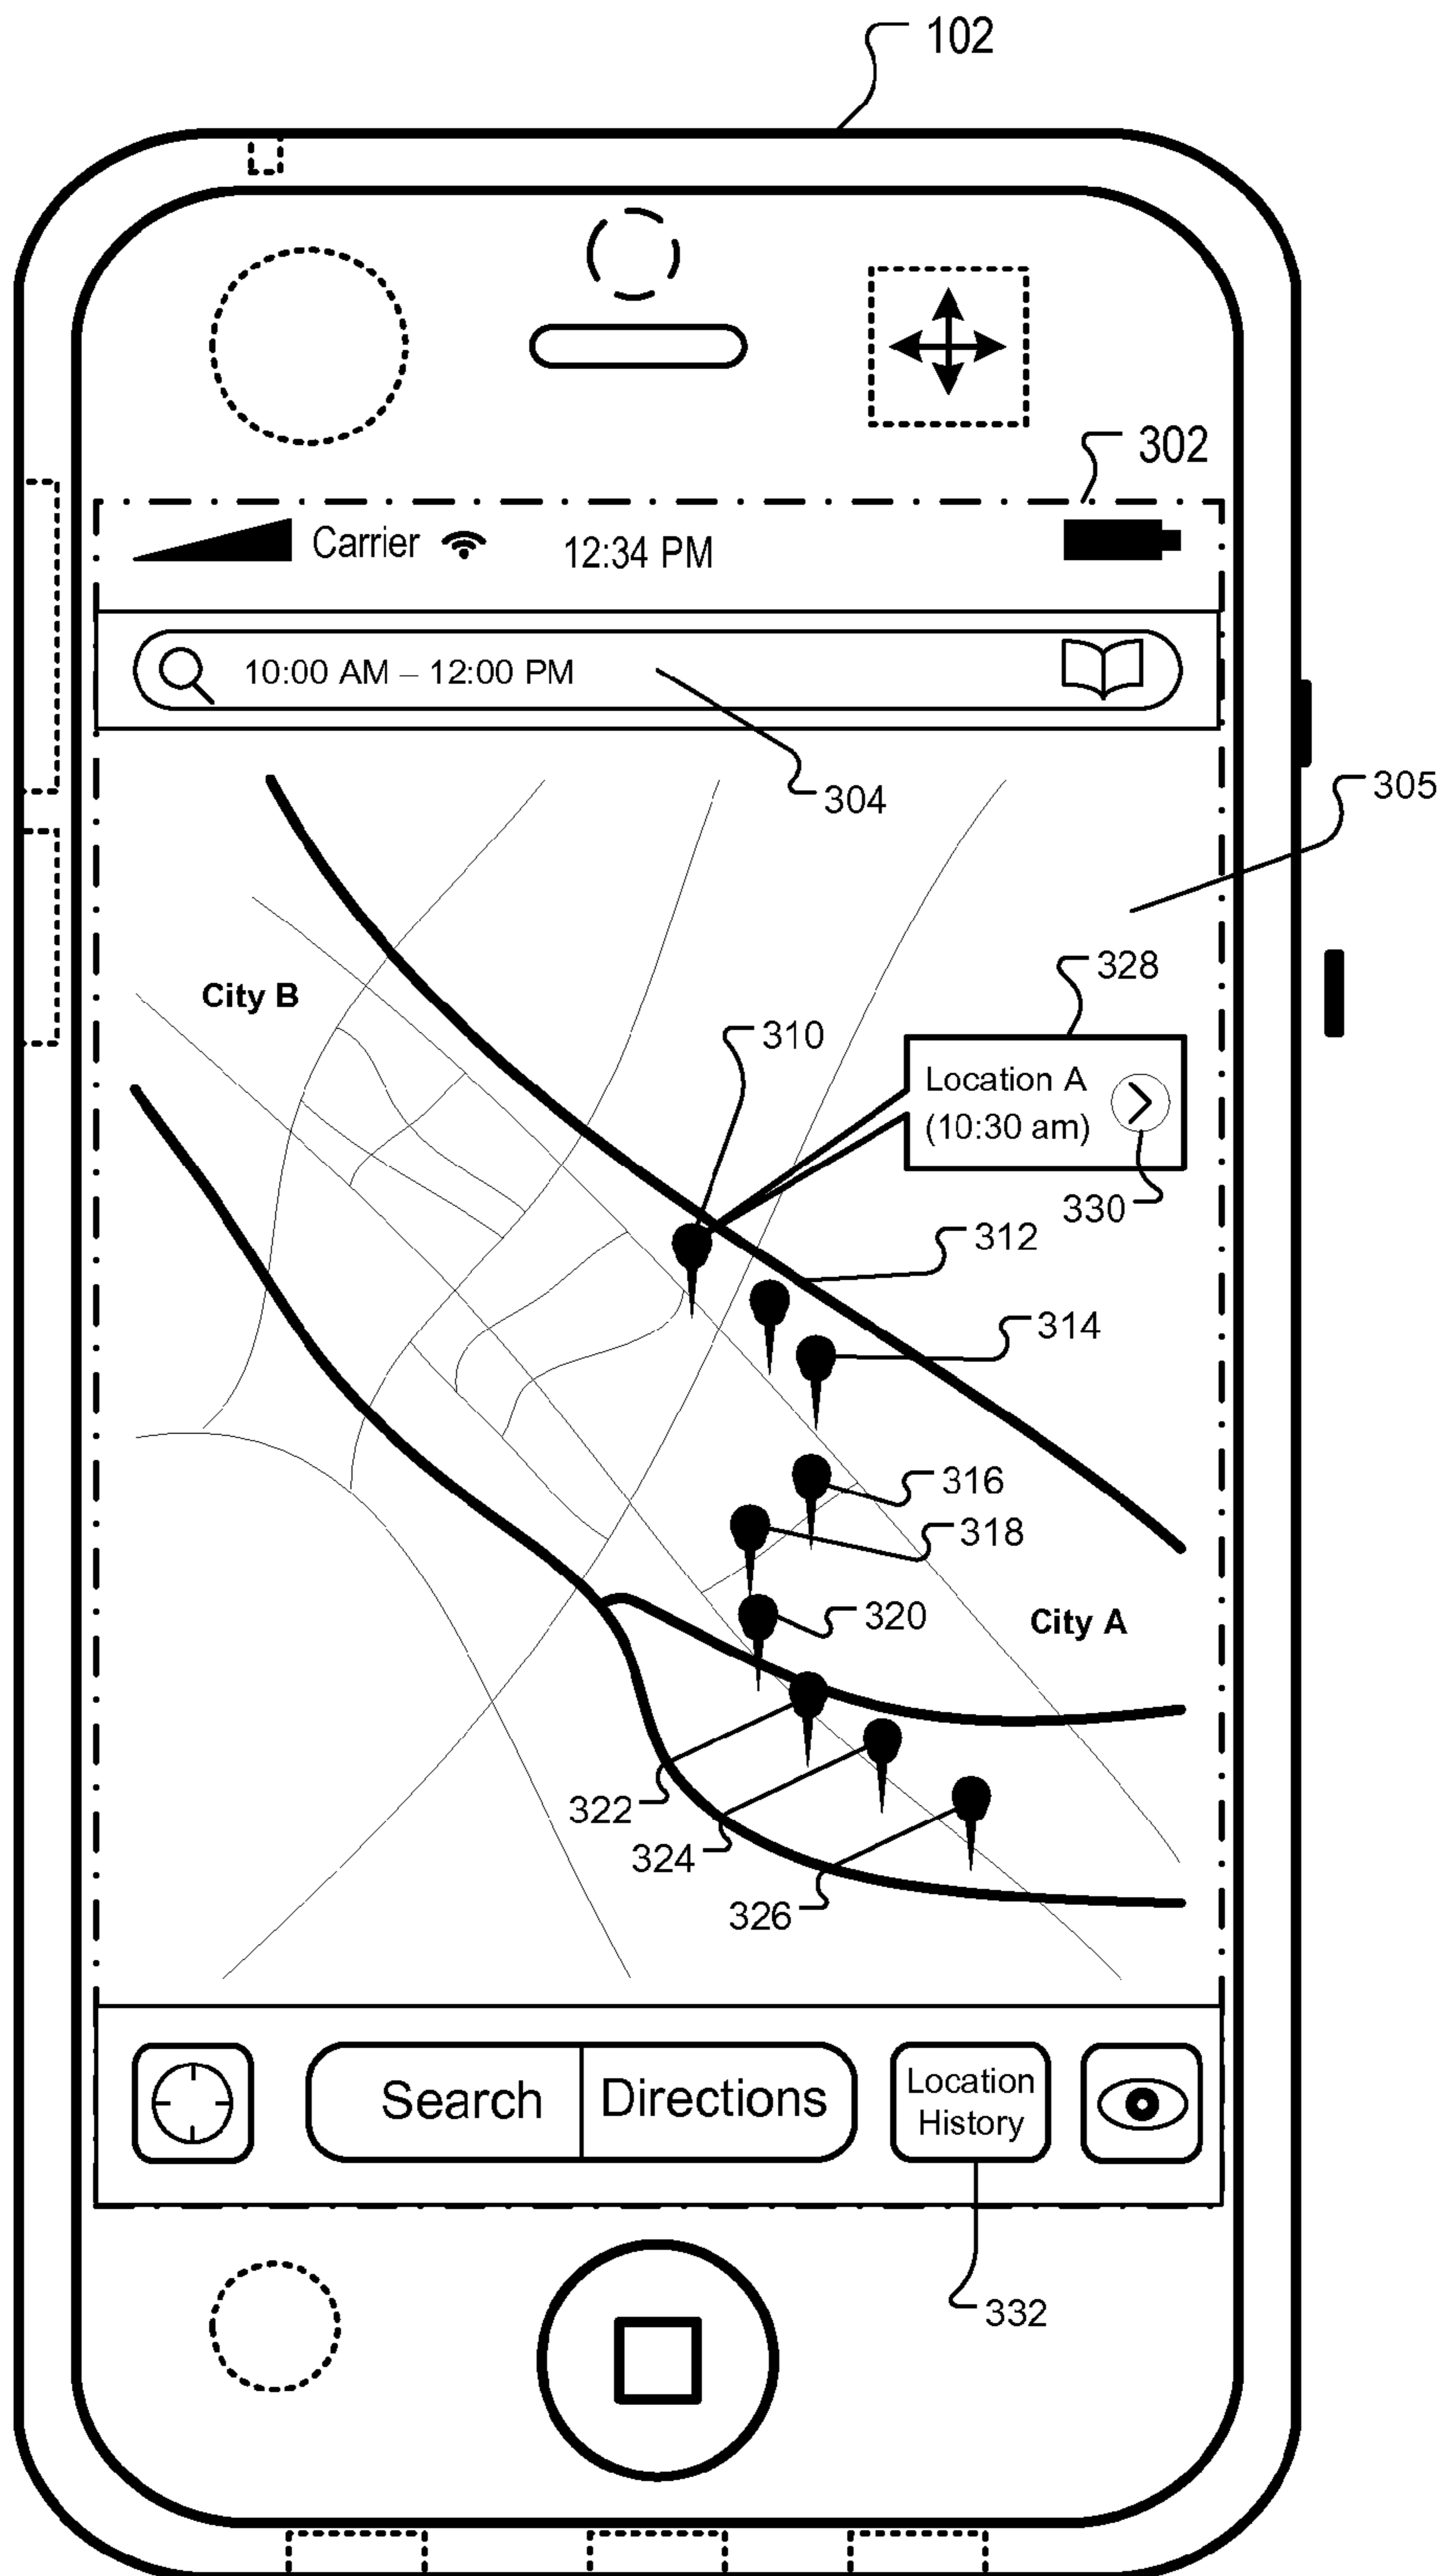 102
302
Carrier 12:34 PM
10:00 AM – 12:00 PM
304
305
City B
328
310
Location A
(10:30 am)
330
312
314
316
318
320
City A
322
324
326
Search
Directions
Location
History
332